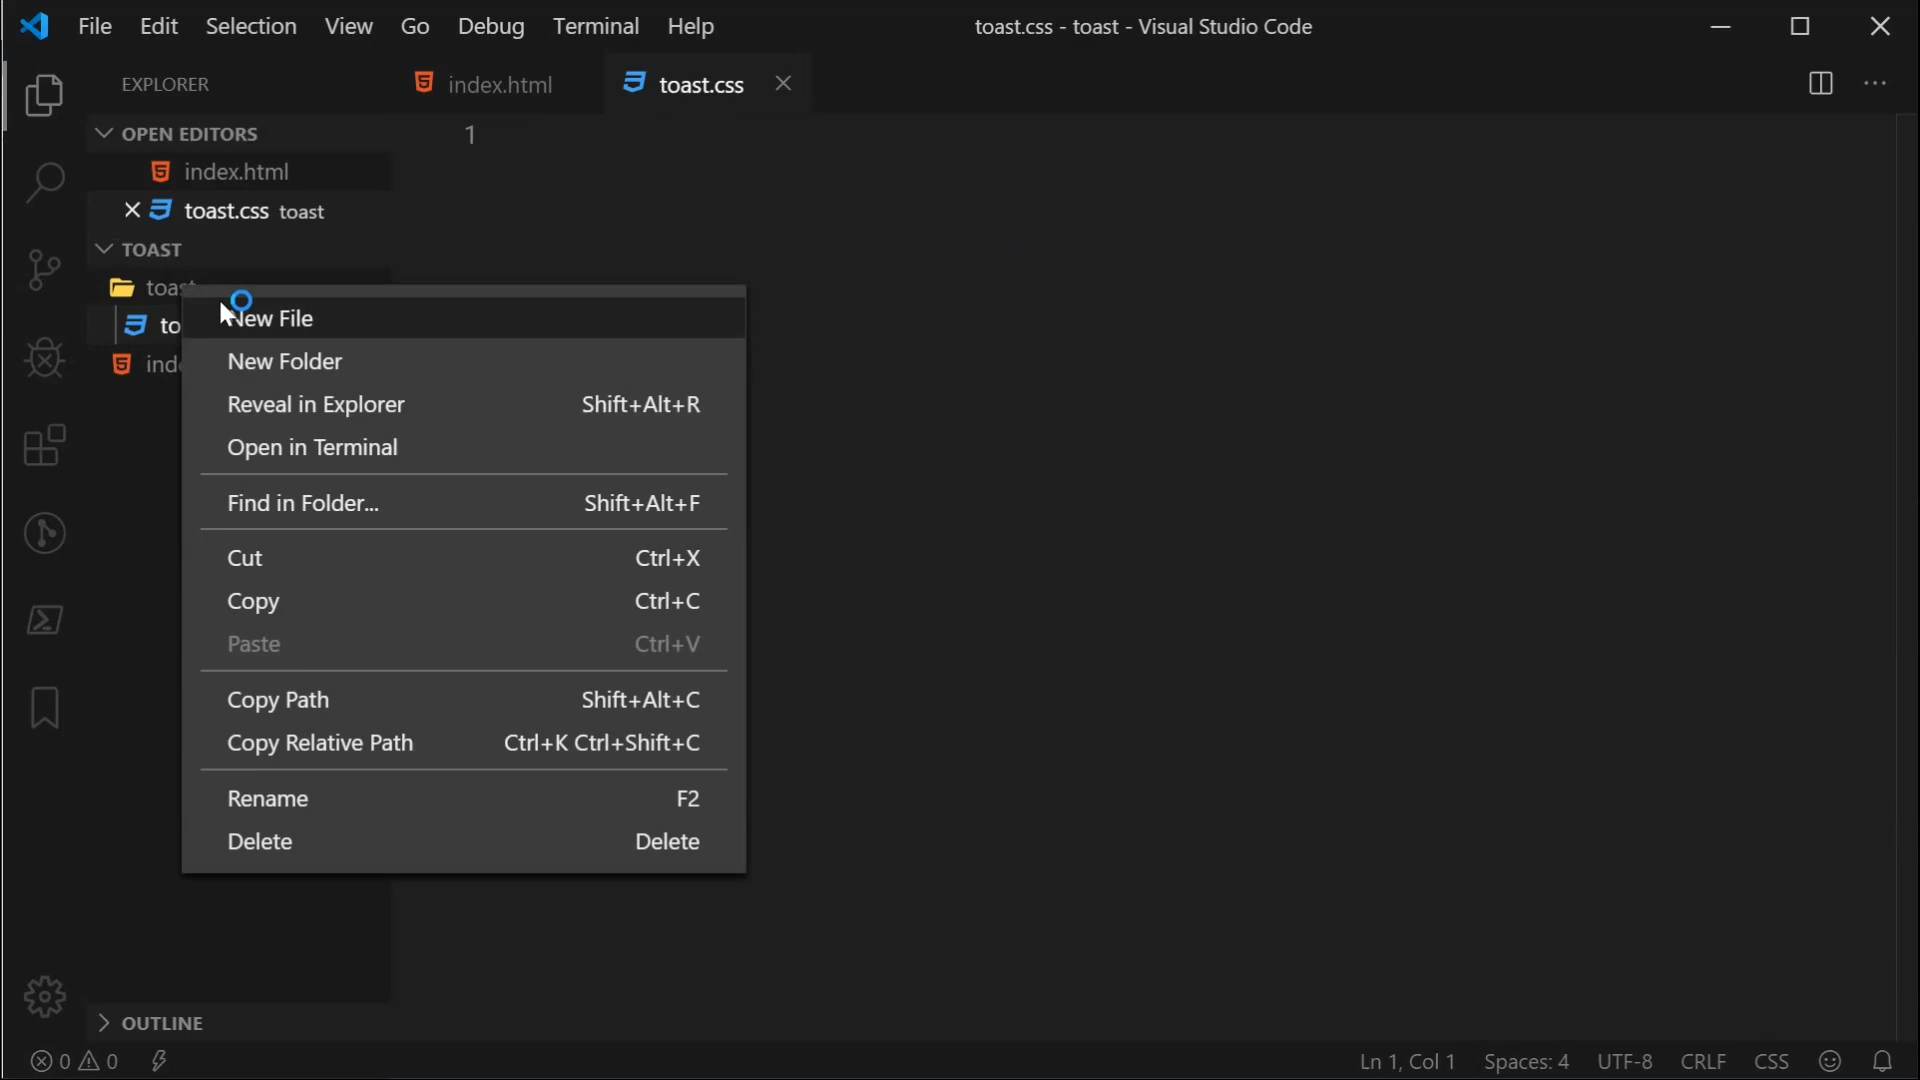 File Edit Selection View Go Debug Terminal Help
toast.css - toast - Visual Studio Code
EXPLORER
index.html
toast.css
OPEN EDITORS
1
index.html
toast.css toast
TOAST
New File
New Folder
Reveal in Explorer Shift+Alt+R
Open in Terminal
Find in Folder... Shift+Alt+F
Cut Ctrl+X
Copy Ctrl+C
Paste Ctrl+V
Copy Path Shift+Alt+C
Copy Relative Path Ctrl+K Ctrl+Shift+C
Rename F2
Delete Delete
OUTLINE
0 0
Ln 1, Col 1 Spaces: 4 UTF-8 CRLF CSS